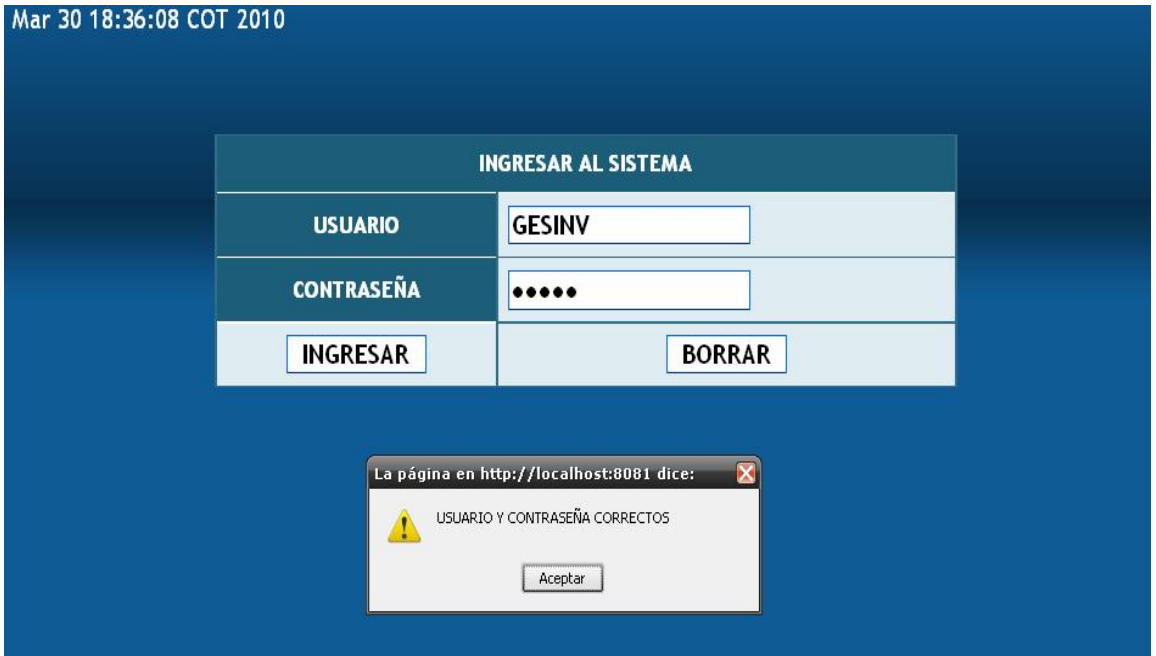 Mar 30 18:36:08 COT 2010
INGRESAR AL SISTEMA
USUARIO GESINV
CONTRASEÑA •••••
INGRESAR BORRAR
La página en http://localhost:8081 dice:
USUARIO Y CONTRASEÑA CORRECTOS
Aceptar